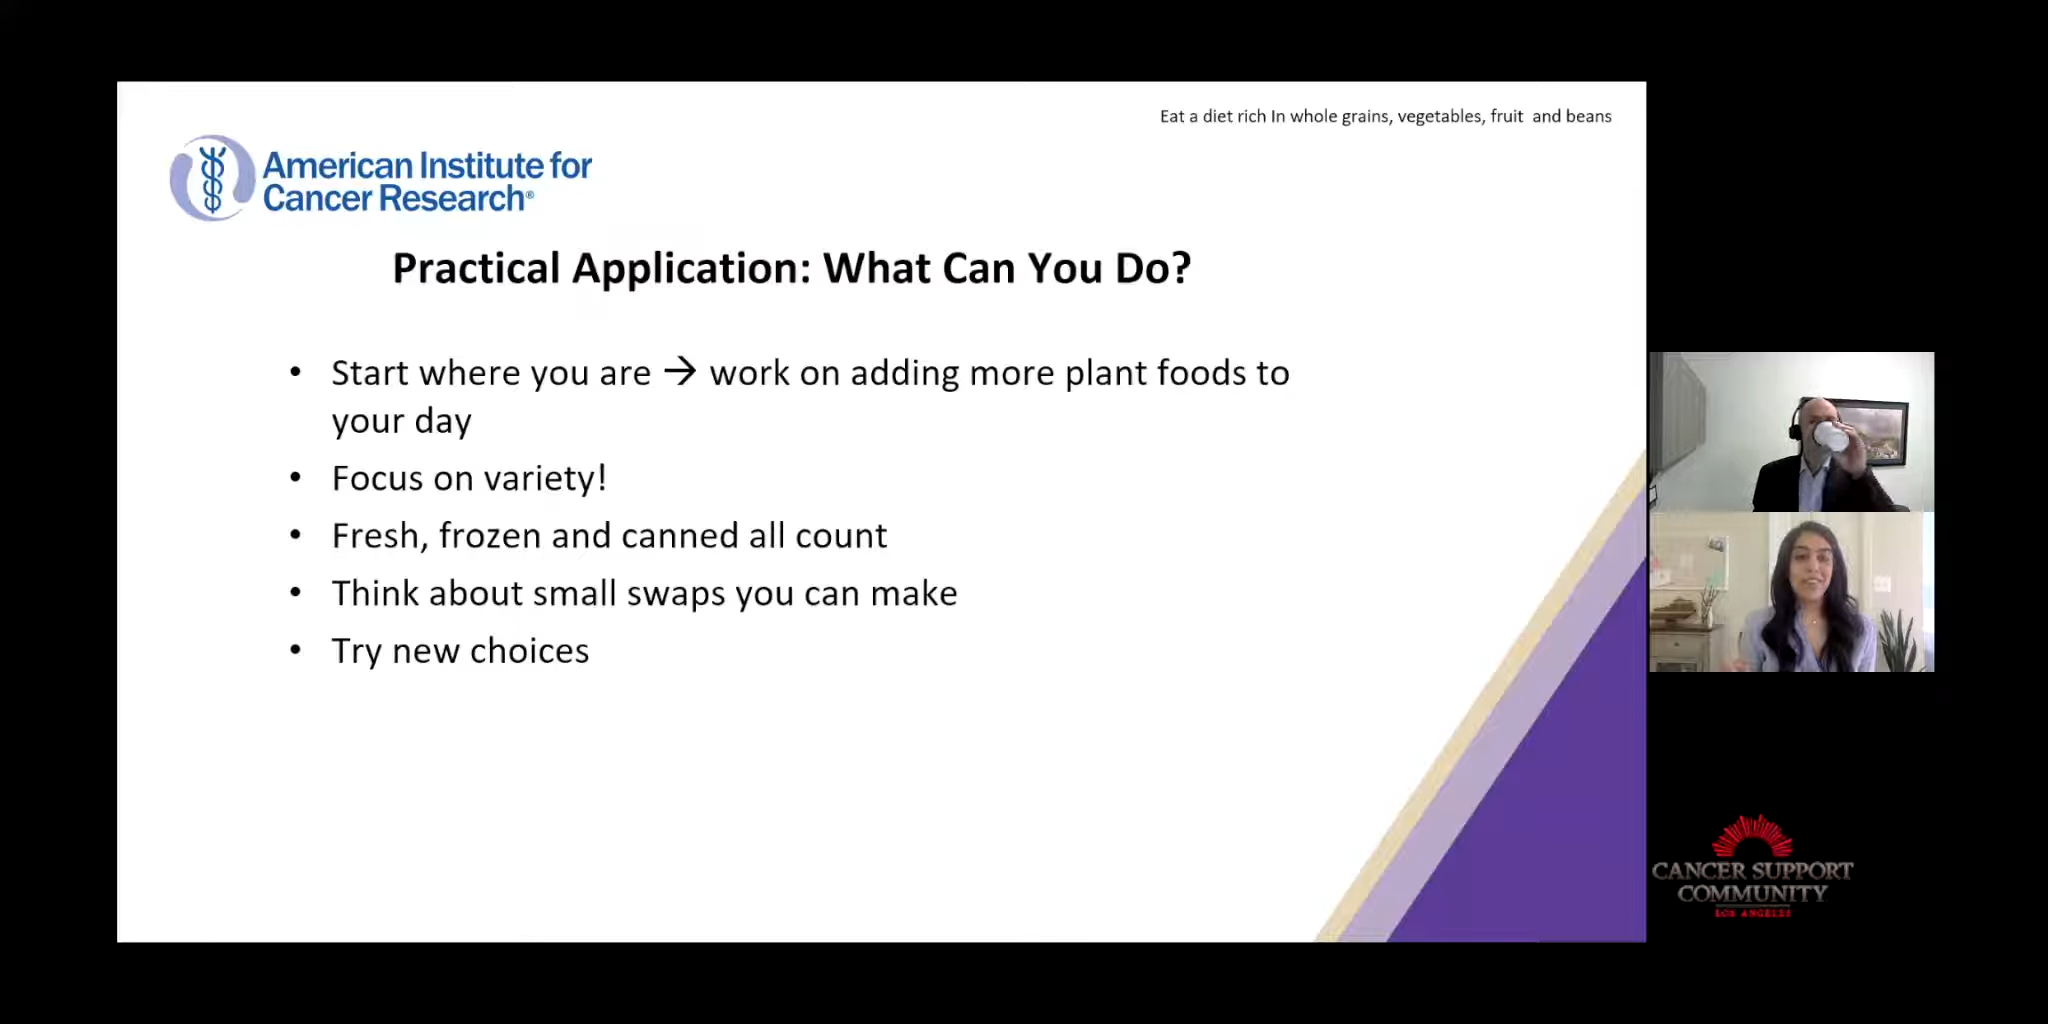 Eat a diet rich In whole grains, vegetables, fruit and beans
American Institute for
Cancer Research®
Practical Application: What Can You Do?
• Start where you are → work on adding more plant foods to
your day
• Focus on variety!
• Fresh, frozen and canned all count
• Think about small swaps you can make
• Try new choices
CANCER SUPPORT
COMMUNITY
LOS ANGELES